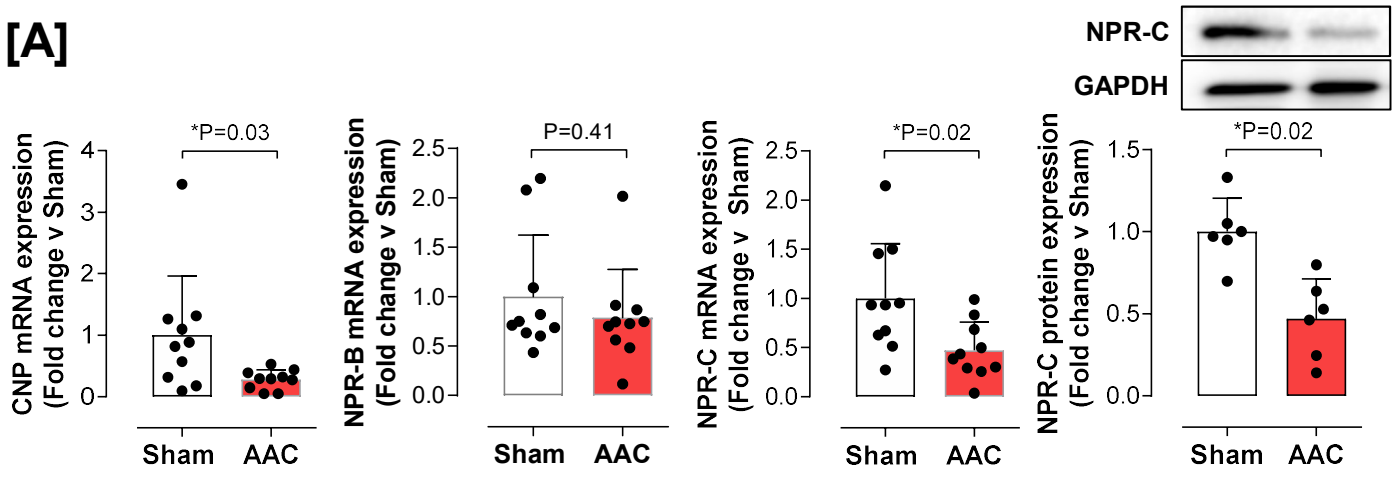 [A]
NPR-C
GAPDH
CNP mRNA expression
(Fold change v Sham)
*P=0.03
4
3
2
1
0
Sham
AAC
NPR-B mRNA expression
(Fold change v Sham)
P=0.41
2.5
2.0
1.5
1.0
0.5
0.0
Sham
AAC
NPR-C mRNA expression
(Fold change v Sham)
*P=0.02
2.5
2.0
1.5
1.0
0.5
0.0
Sham
AAC
NPR-C protein expression
(Fold change v Sham)
*P=0.02
1.5
1.0
0.5
0.0
Sham
AAC